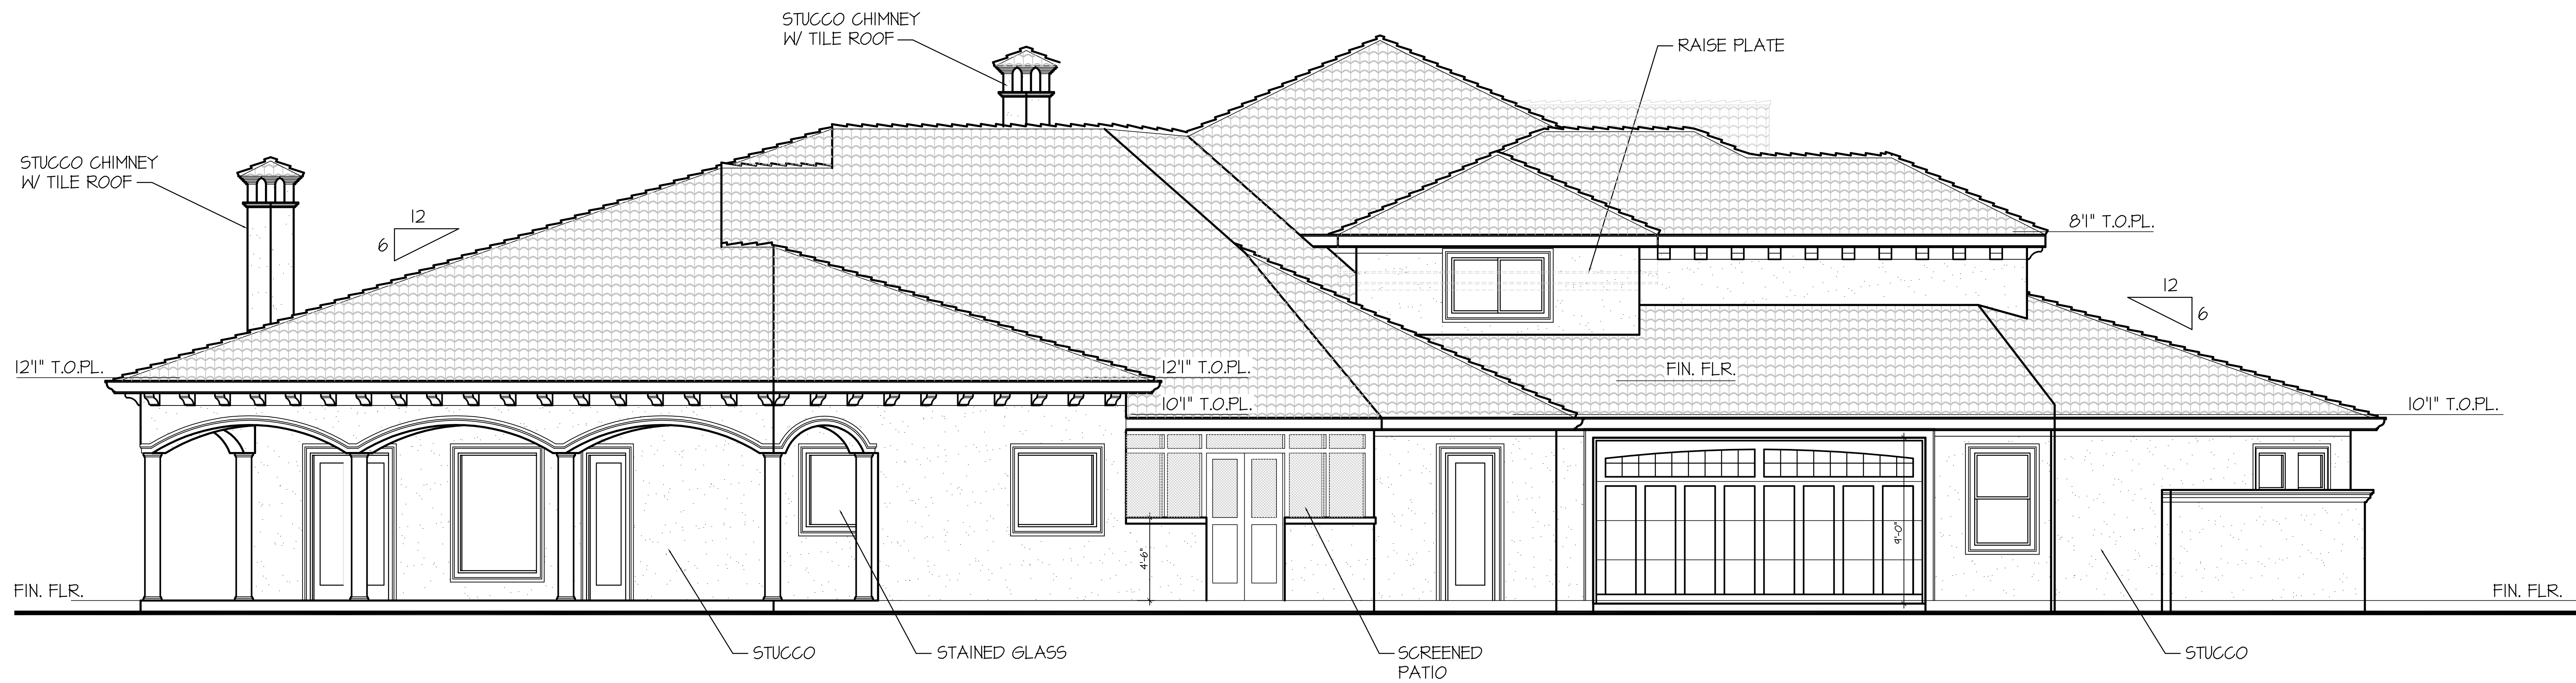 STUCCO CHIMNEY
W/ TILE ROOF
RAISE PLATE
STUCCO CHIMNEY
W/ TILE ROOF
12
6
8'1" T.O.PL.
12
6
12'1" T.O.PL.
12'1" T.O.PL.
FIN. FLR.
10'1" T.O.PL.
10'1" T.O.PL.
4'-6"
9'-0"
FIN. FLR.
FIN. FLR.
STUCCO
STAINED GLASS
SCREENED
PATIO
STUCCO